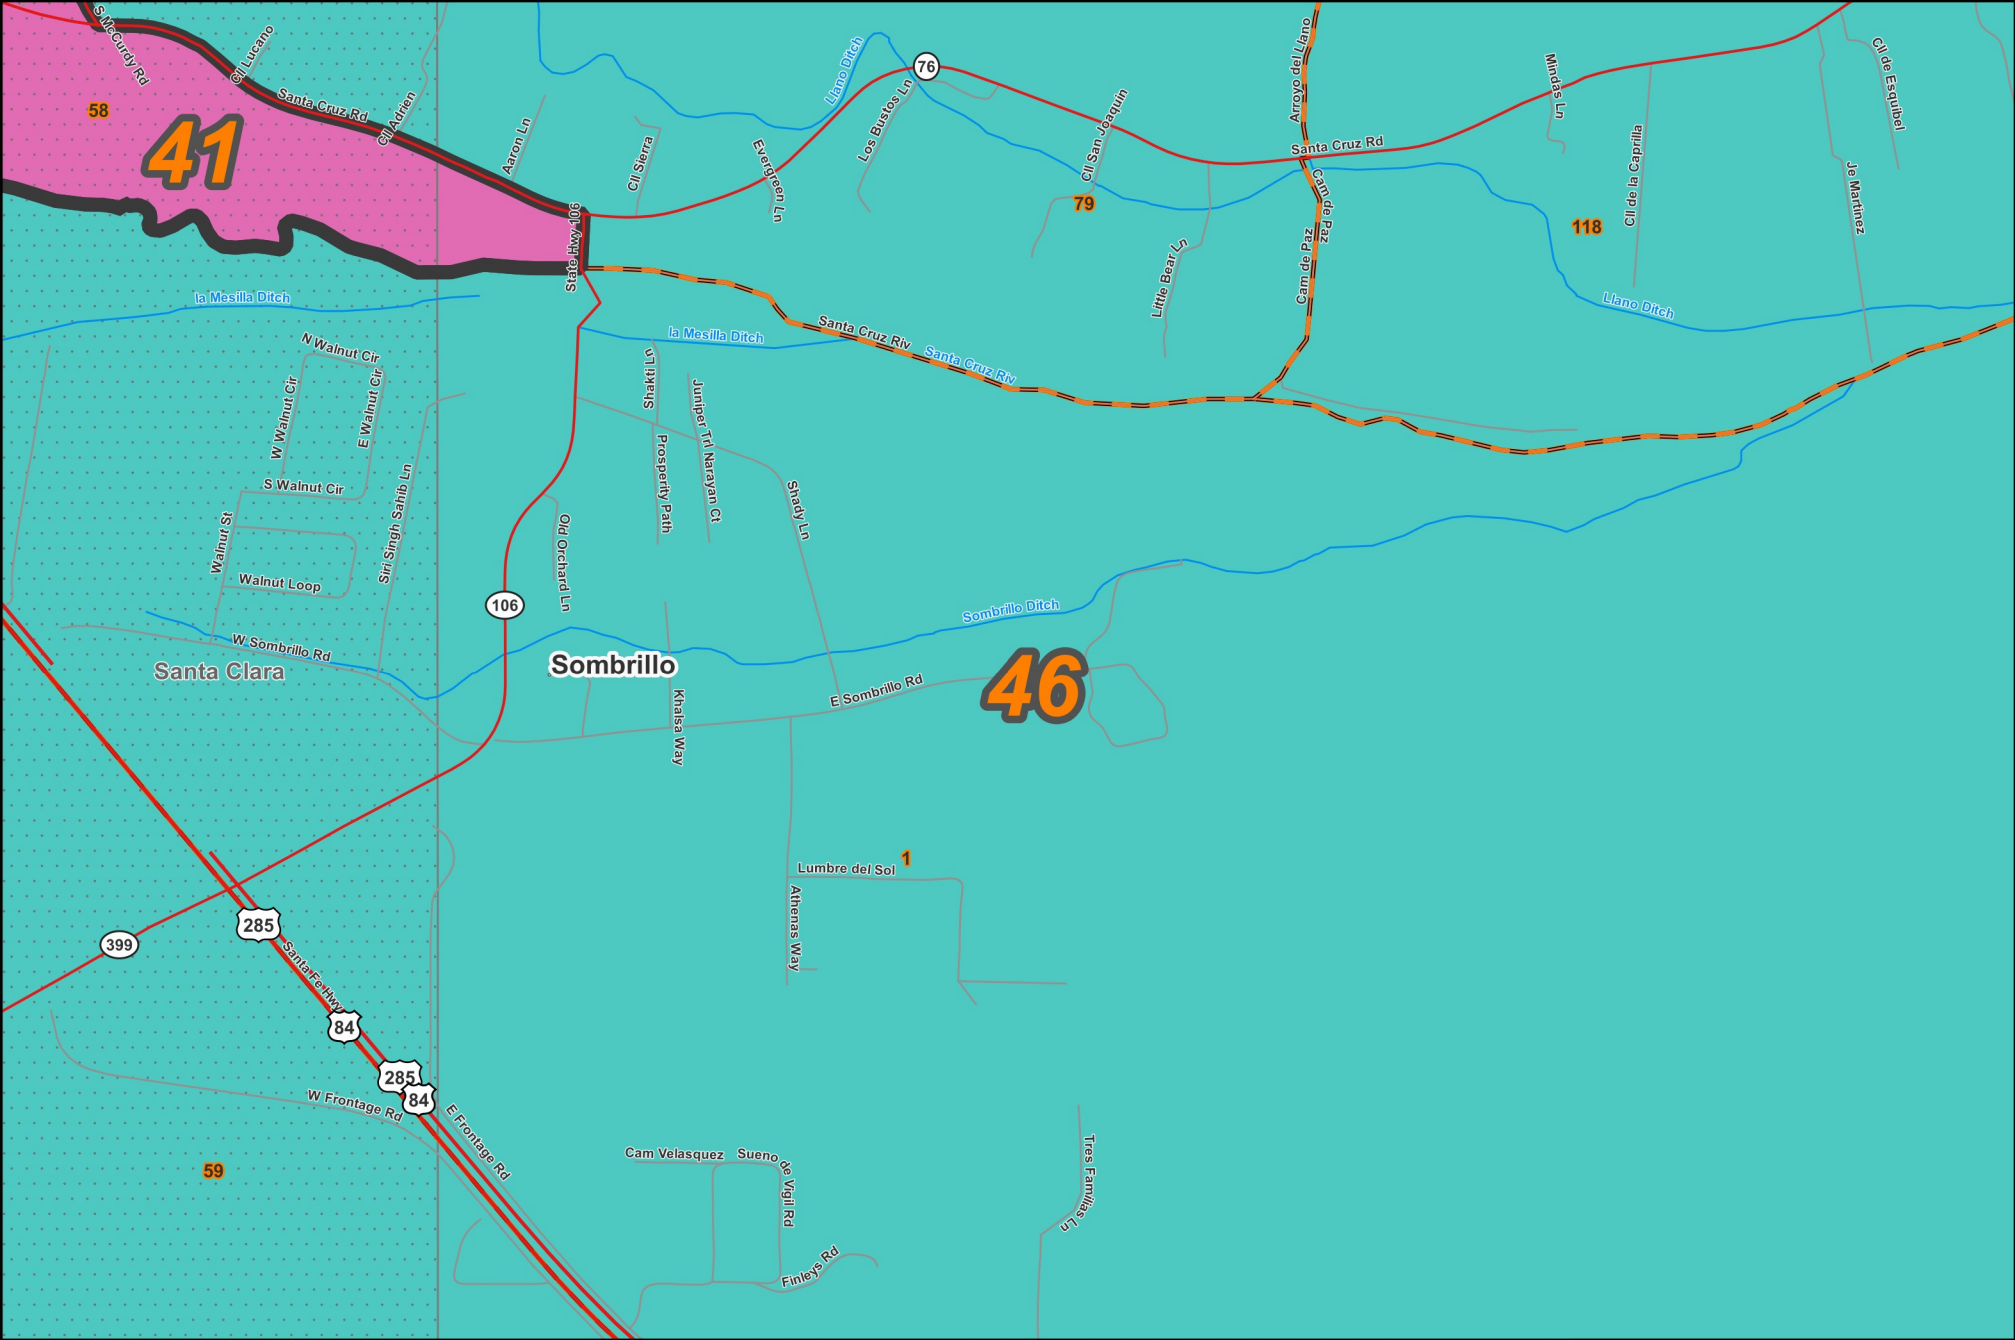 S McCurdy Rd
Cll Lucano
58
41
Santa Cruz Rd
Cll Adrien
Aaron Ln
Cll Sierra
Evergreen Ln
Llano Ditch
Los Bustos Ln
76
Cll San Joaquin
79
Arroyo del Llano
Santa Cruz Rd
Cam de Paz
Cam de Paz
Little Bear Ln
Mindas Ln
118
Cll de la Caprilla
Cll de Esquibel
Je Martinez
Llano Ditch
State Hwy 106
la Mesilla Ditch
la Mesilla Ditch
Santa Cruz Riv
Santa Cruz Riv
N Walnut Cir
W Walnut Cir
E Walnut Cir
S Walnut Cir
Walnut St
Walnut Loop
Siri Singh Sahib Ln
Shakti Ln
Juniper Trl
Narayan Ct
Prosperity Path
Shady Ln
Old Orchard Ln
106
W Sombrillo Rd
Santa Clara
Sombrillo
Sombrillo Ditch
46
E Sombrillo Rd
Khalsa Way
1
Lumbre del Sol
Athenas Way
285
399
Santa Fe Hwy
84
285
84
W Frontage Rd
E Frontage Rd
59
Cam Velasquez
Sueno de Vigil Rd
Finleys Rd
Tres Familias Ln